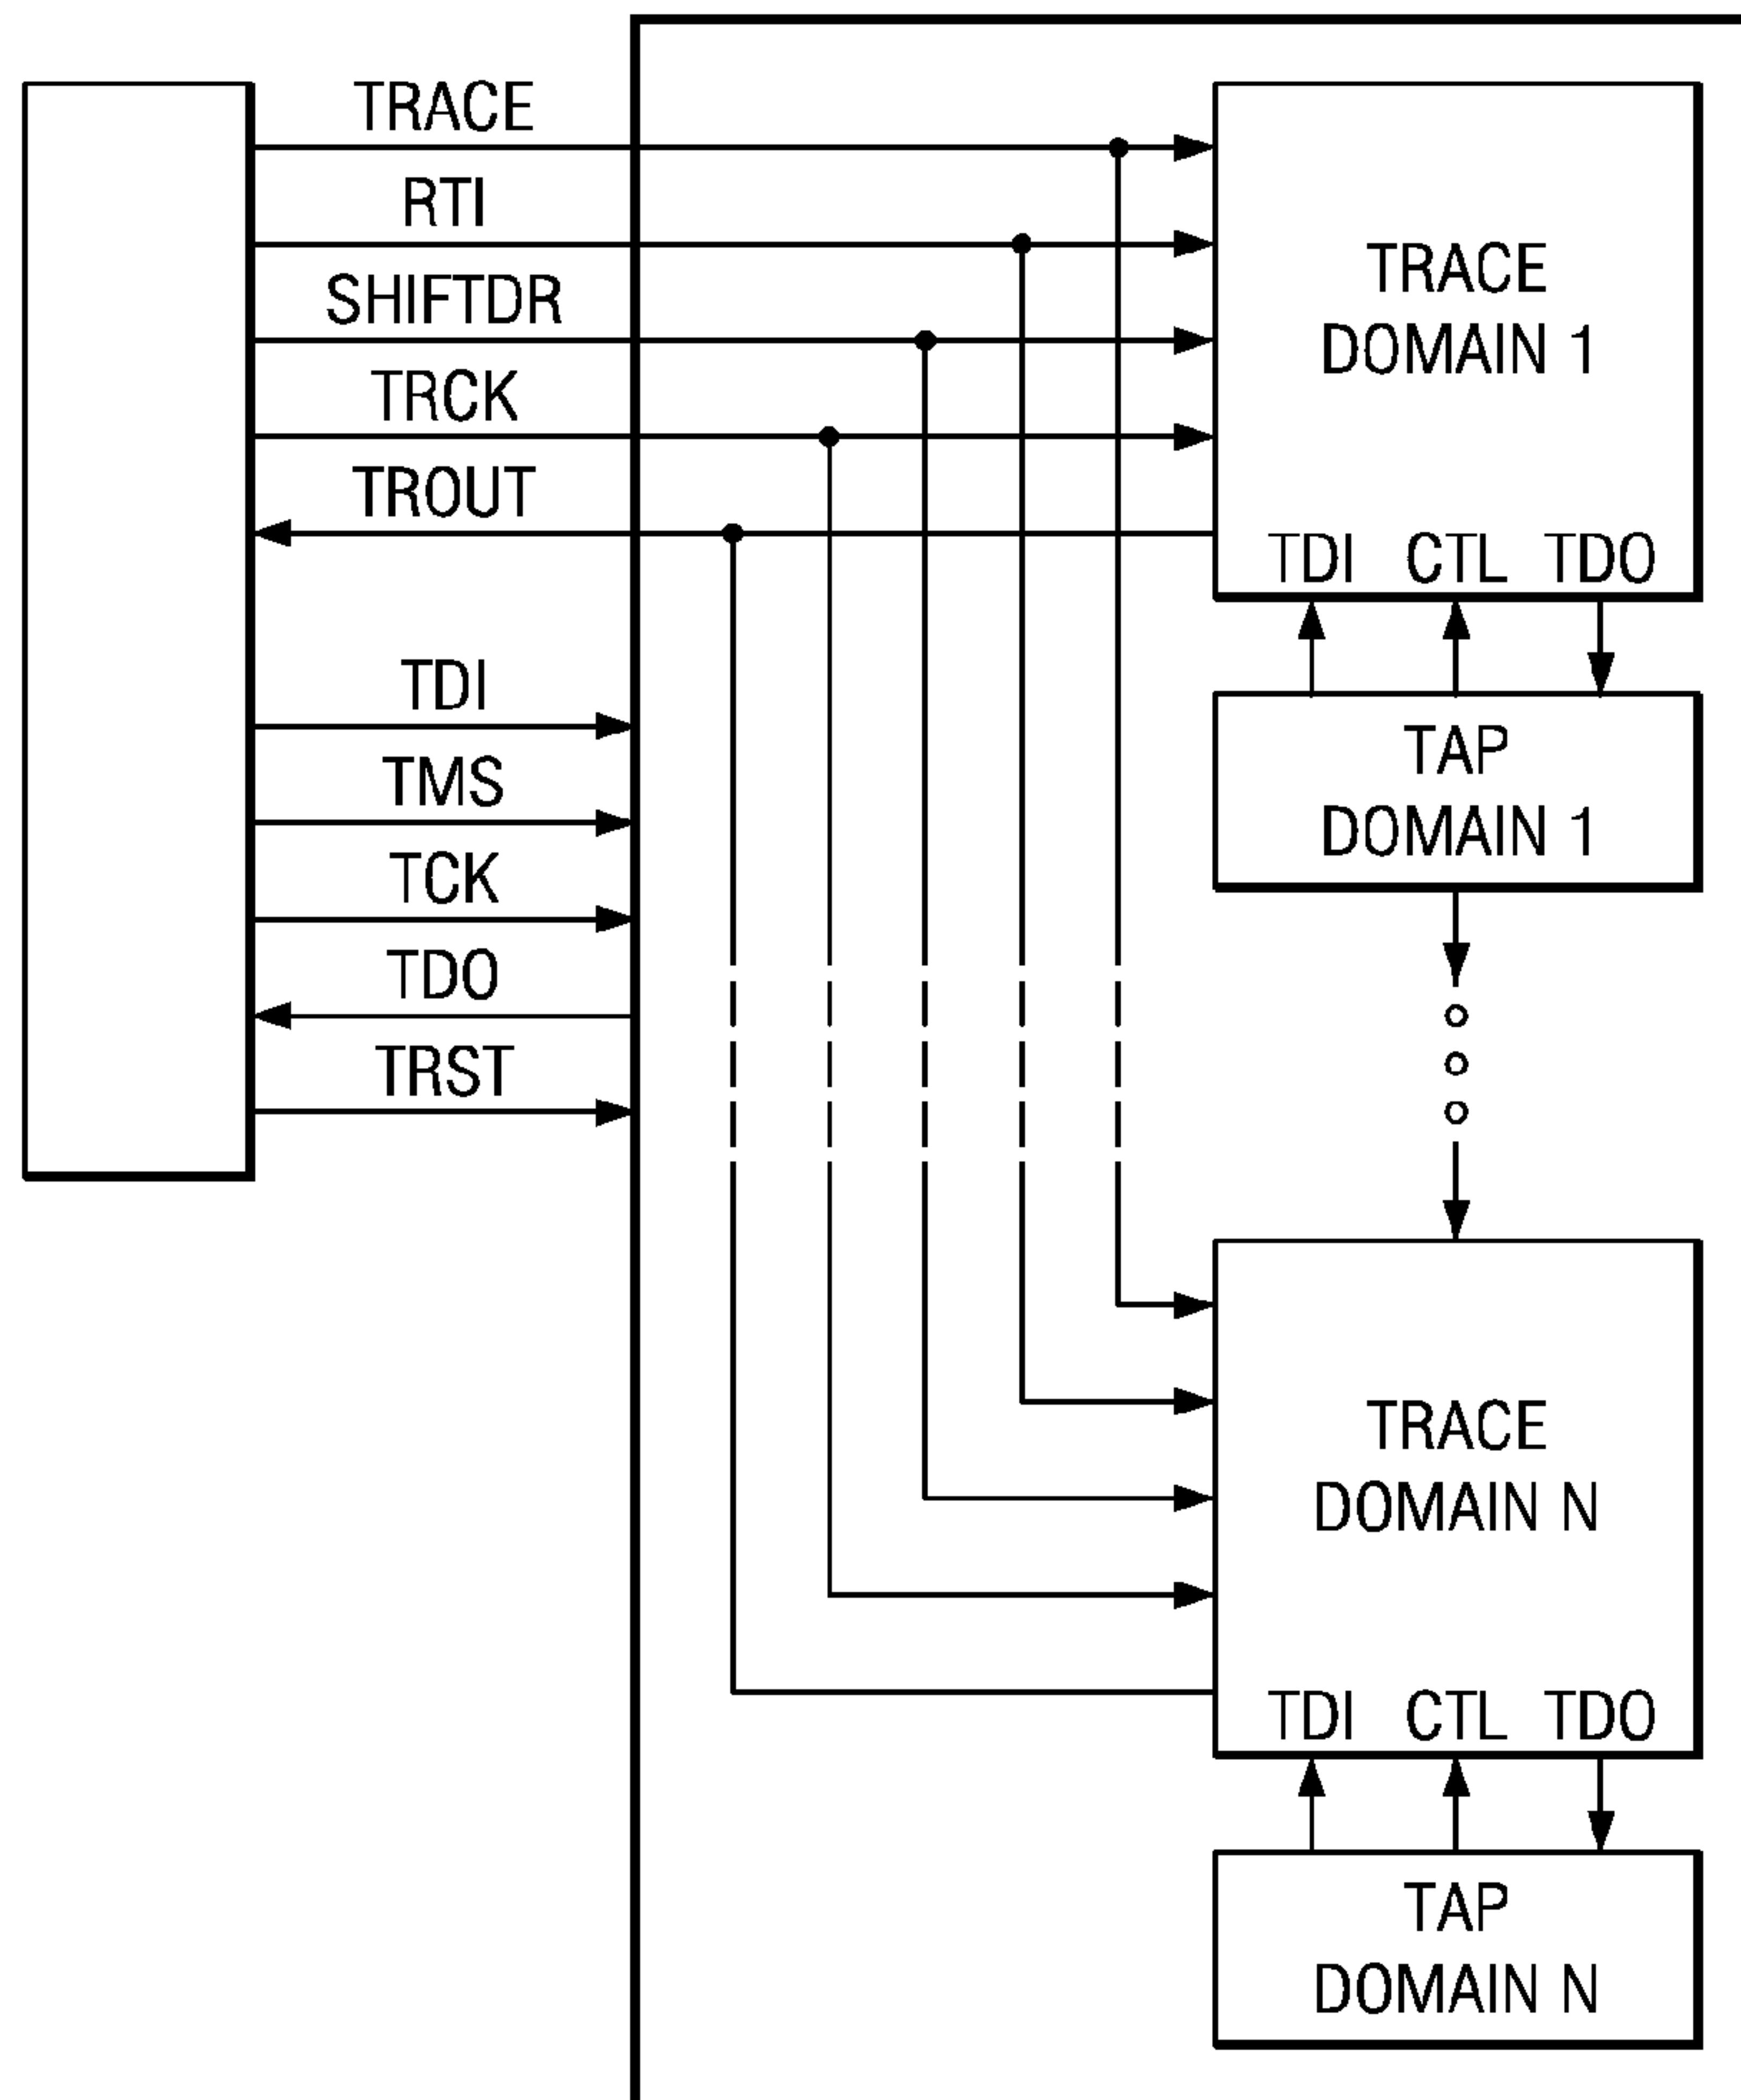 TRACE
RTI
SHIFTDR
TRCK
TROUT
TDI
TMS
TCK
TDO
TRST
TRACE
DOMAIN 1
TDI CTL TDO
TAP
DOMAIN 1
TRACE
DOMAIN N
TDI CTL TDO
TAP
DOMAIN N